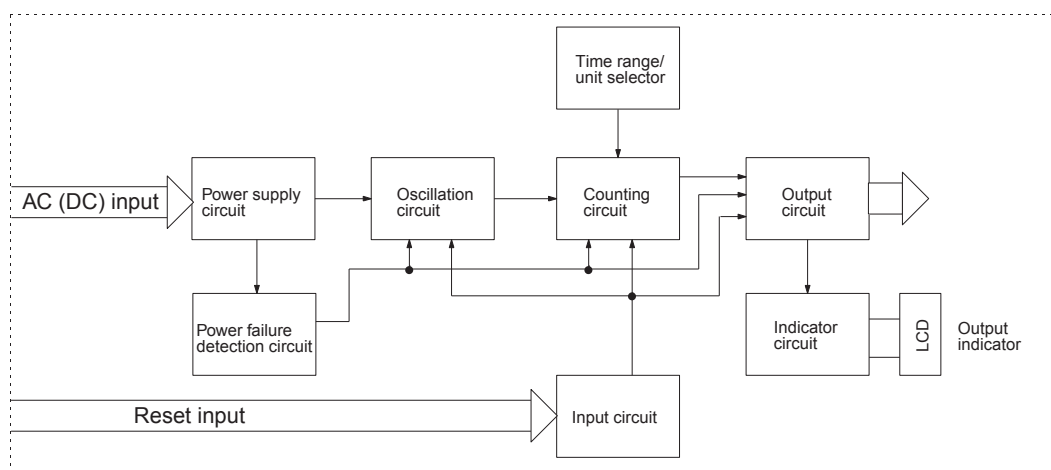 Time range/
unit selector
AC (DC) input
Power supply
circuit
Oscillation
circuit
Counting
circuit
Output
circuit
Power failure
detection circuit
Indicator
circuit
LCD
Output
indicator
Reset input
Input circuit